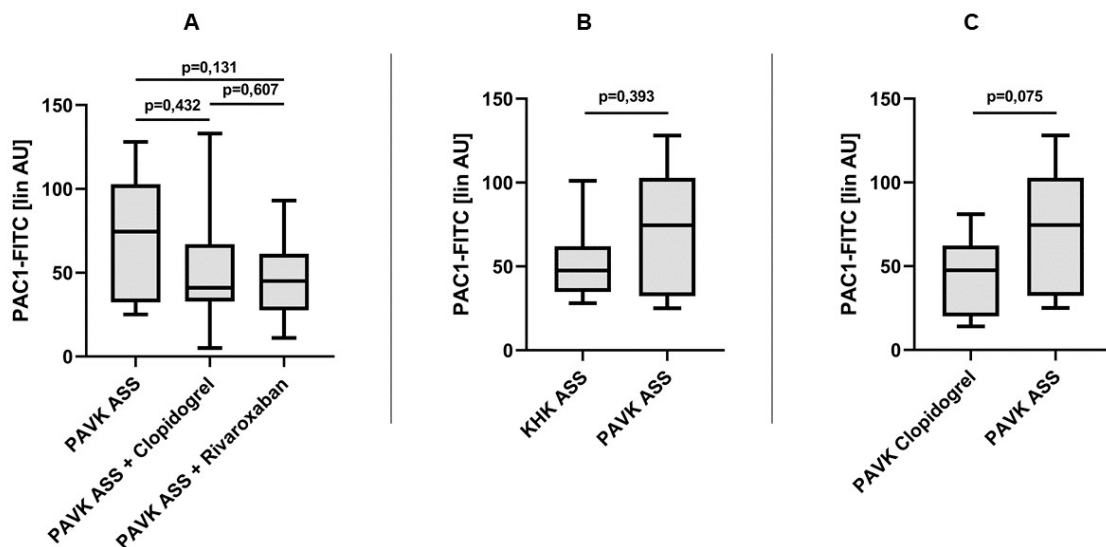 A
p=0,131
p=0,607
p=0,432
150
100
50
0
PAC1-FITC [lin AU]
PAVK ASS
PAVK ASS + Clopidogrel
PAVK ASS + Rivaroxaban
B
p=0,393
150
100
50
0
PAC1-FITC [lin AU]
KHK ASS
PAVK ASS
C
p=0,075
150
100
50
0
PAC1-FITC [lin AU]
PAVK Clopidogrel
PAVK ASS